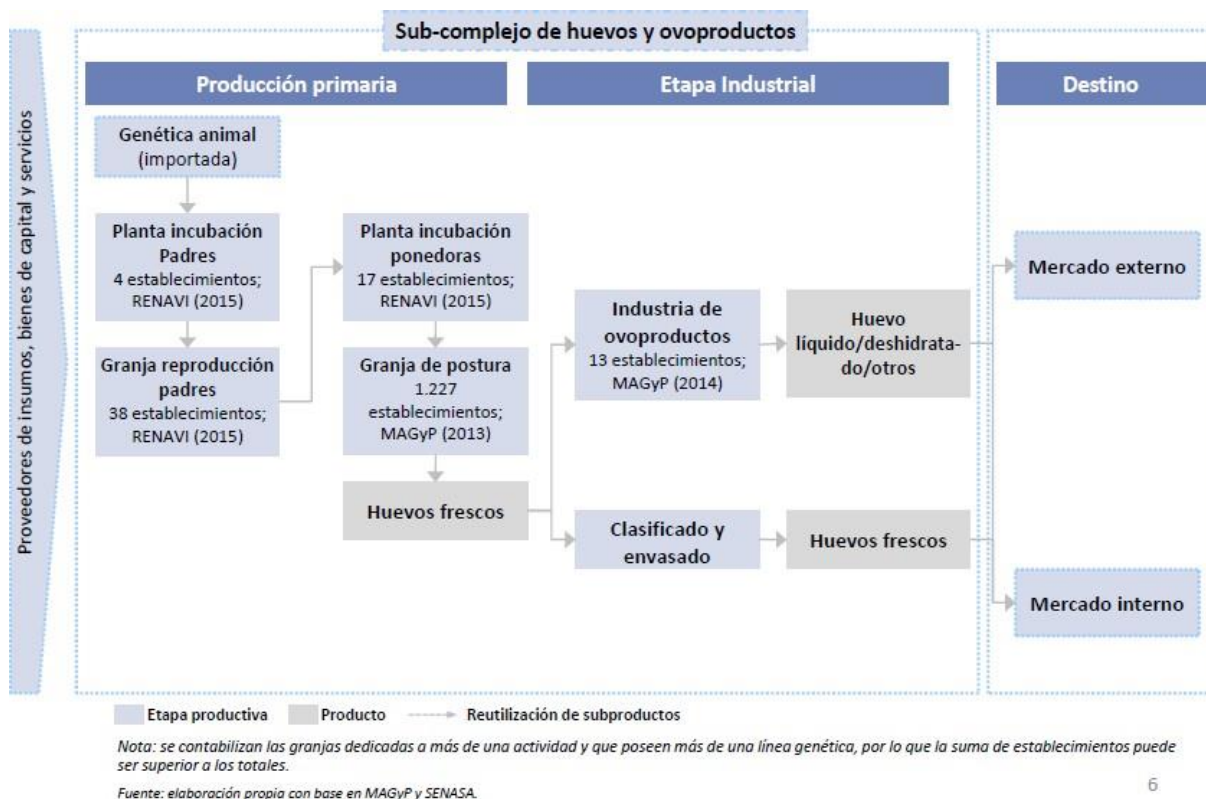 Sub-complejo de huevos y ovoproductos
Proveedores de insumos, bienes de capital y servicios
Producción primaria
Etapa Industrial
Destino
Genética animal
(importada)
Planta incubación
Padres
4 establecimientos;
RENAVI (2015)
Granja reproducción
padres
38 establecimientos;
RENAVI (2015)
Planta incubación
ponedoras
17 establecimientos;
RENAVI (2015)
Granja de postura
1.227
establecimientos;
MAGyP (2013)
Huevos frescos
Industria de
ovoproductos
13 establecimientos;
MAGyP (2014)
Huevo
líquido/deshidrata-
do/otros
Clasificado y
envasado
Huevos frescos
Mercado externo
Mercado interno
Etapa productiva
Producto
Reutilización de subproductos
Nota: se contabilizan las granjas dedicadas a más de una actividad y que poseen más de una línea genética, por lo que la suma de establecimientos puede
ser superior a los totales.
Fuente: elaboración propia con base en MAGyP y SENASA.
6